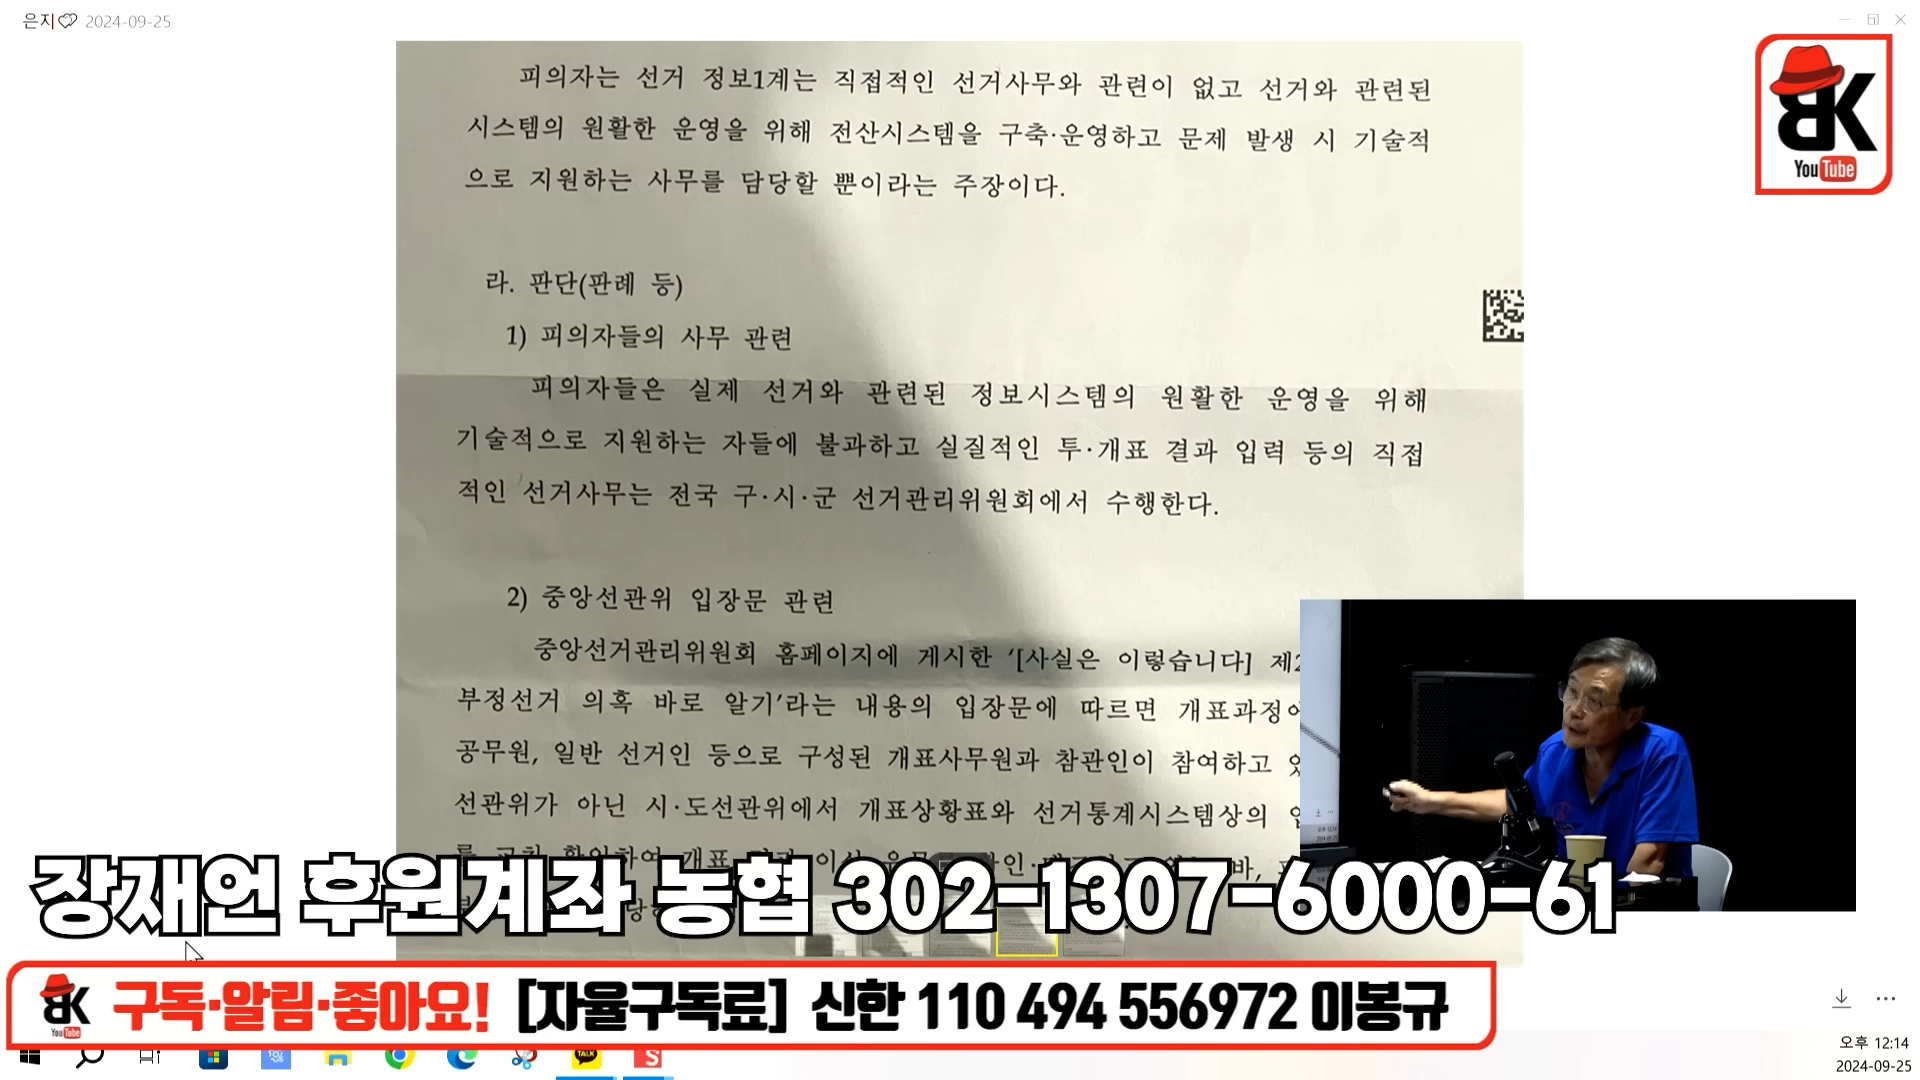 은지♡ 2024-09-25
BK
YouTube
피의자는 선거 정보1계는 직접적인 선거사무와 관련이 없고 선거와 관련된
시스템의 원활한 운영을 위해 전산시스템을 구축·운영하고 문제 발생 시 기술적
으로 지원하는 사무를 담당할 뿐이라는 주장이다.
라. 판단(판례 등)
1) 피의자들의 사무 관련
피의자들은 실제 선거와 관련된 정보시스템의 원활한 운영을 위해
기술적으로 지원하는 자들에 불과하고 실질적인 투·개표 결과 입력 등의 직접
적인 선거사무는 전국 구·시·군 선거관리위원회에서 수행한다.
2) 중앙선관위 입장문 관련
중앙선거관리위원회 홈페이지에 게시한 '[사실은 이렇습니다] 제2
부정선거 의혹 바로 알기'라는 내용의 입장문에 따르면 개표과정에
공무원, 일반 선거인 등으로 구성된 개표사무원과 참관인이 참여하고
선관위가 아닌 시·도선관위에서 개표상황표와 선거통계시스템상의
장재언 후원계좌 농협 302-1307-6000-61
BK
YouTube
구독·알림·좋아요! [자율구독료] 신한 110 494 556972 이봉규
TALK
S
오후 12:14
2024-09-25